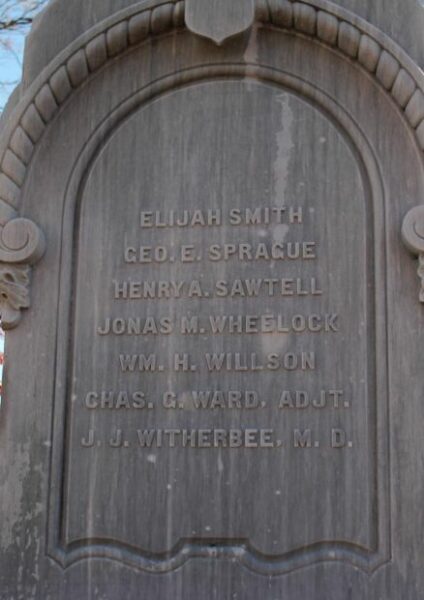 ELIJAH SMITH
GEO. E. SPRAGUE
HENRY A. SAWTELL
JONAS M. WHEELOCK
WM. H. WILLSON
CHAS. G. WARD, ADJT.
J. J. WITHERBEE, M. D.